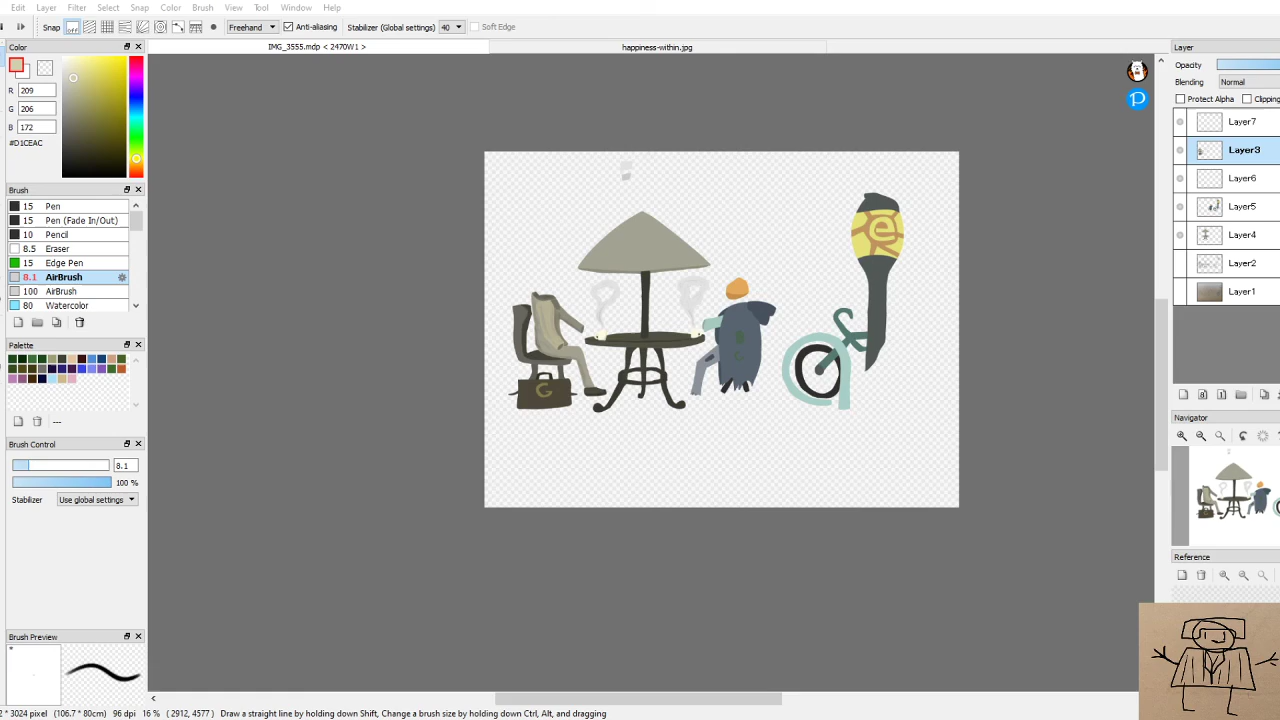 Edit Layer Filter Select Snap Color Brush View Tool Window Help
Snap off Freehand Anti-aliasing Stabilizer (Global settings) 40 Soft Edge
Color
IMG_3555.mdp < 2470W1 >
happiness-within.jpg
Layer
Opacity
Blending Normal
Protect Alpha Clipping
R 209
G 206
B 172
#D1CEAC
Layer7
Layer3
Layer6
Layer5
Layer4
Layer2
Layer1
Brush
15 Pen
15 Pen (Fade In/Out)
10 Pencil
8.5 Eraser
15 Edge Pen
8.1 AirBrush
100 AirBrush
80 Watercolor
Palette
---
Brush Control
8.1
100 %
Stabilizer Use global settings
Navigator
Reference
Brush Preview
*
e
G
a
P
2 * 3024 pixel (106.7 * 80cm) 96 dpi 16 % ( 2912, 4577 ) Draw a straight line by holding down Shift, Change a brush size by holding down Ctrl, Alt, and dragging